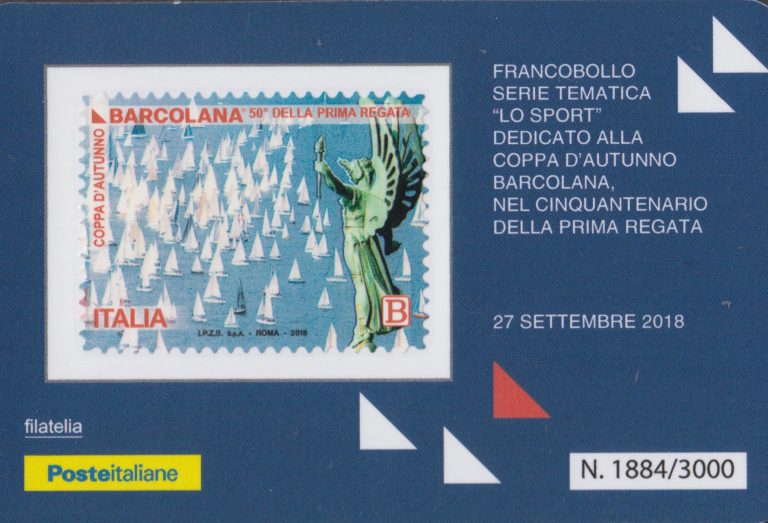 BARCOLANA 50° DELLA PRIMA REGATA
COPPA D'AUTUNNO
ITALIA
B
I.P.Z.S. S.p.A. - ROMA - 2018
FRANCOBOLLO
SERIE TEMATICA
“LO SPORT”
DEDICATO ALLA
COPPA D'AUTUNNO
BARCOLANA,
NEL CINQUANTENARIO
DELLA PRIMA REGATA
27 SETTEMBRE 2018
filatelia
Posteitaliane
N. 1884/3000